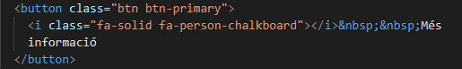 <button class="btn btn-primary">
<i class="fa-solid fa-person-chalkboard"></i>&nbsp;&nbsp;Més
informació
</button>